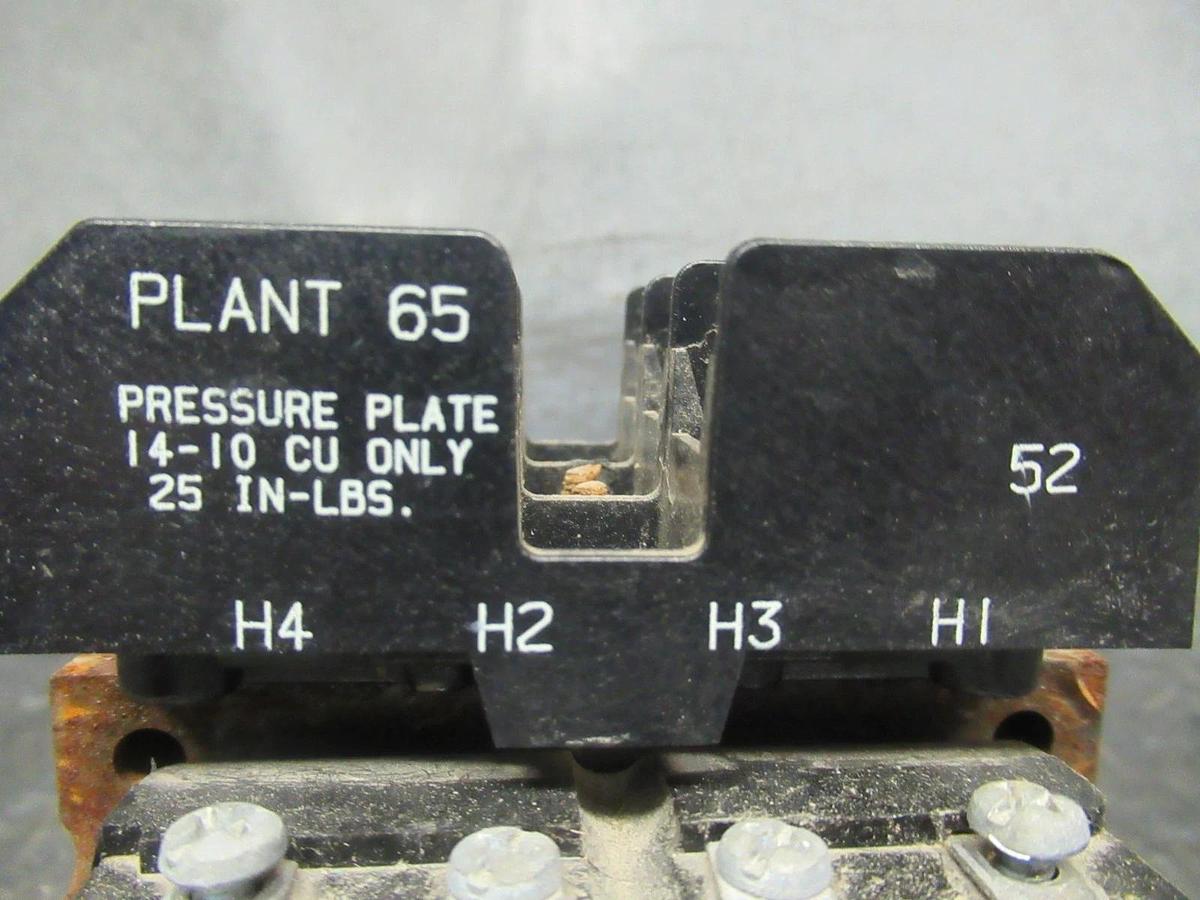 PLANT 65
PRESSURE PLATE
14-10 CU ONLY
25 IN-LBS.
52
H4 H2 H3 H1